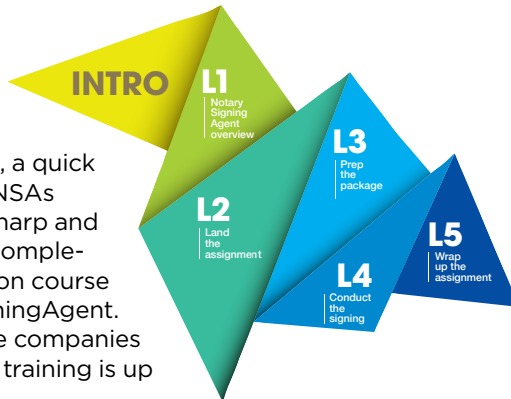 INTRO
L1
Notary
Signing
Agent
overview
L2
Land
the
assignment
L3
Prep
the
package
L4
Conduct
the
signing
L5
Wrap
up the
assignment
, a quick
NSAs
harp and
omple-
on course
ningAgent.
e companies
training is up